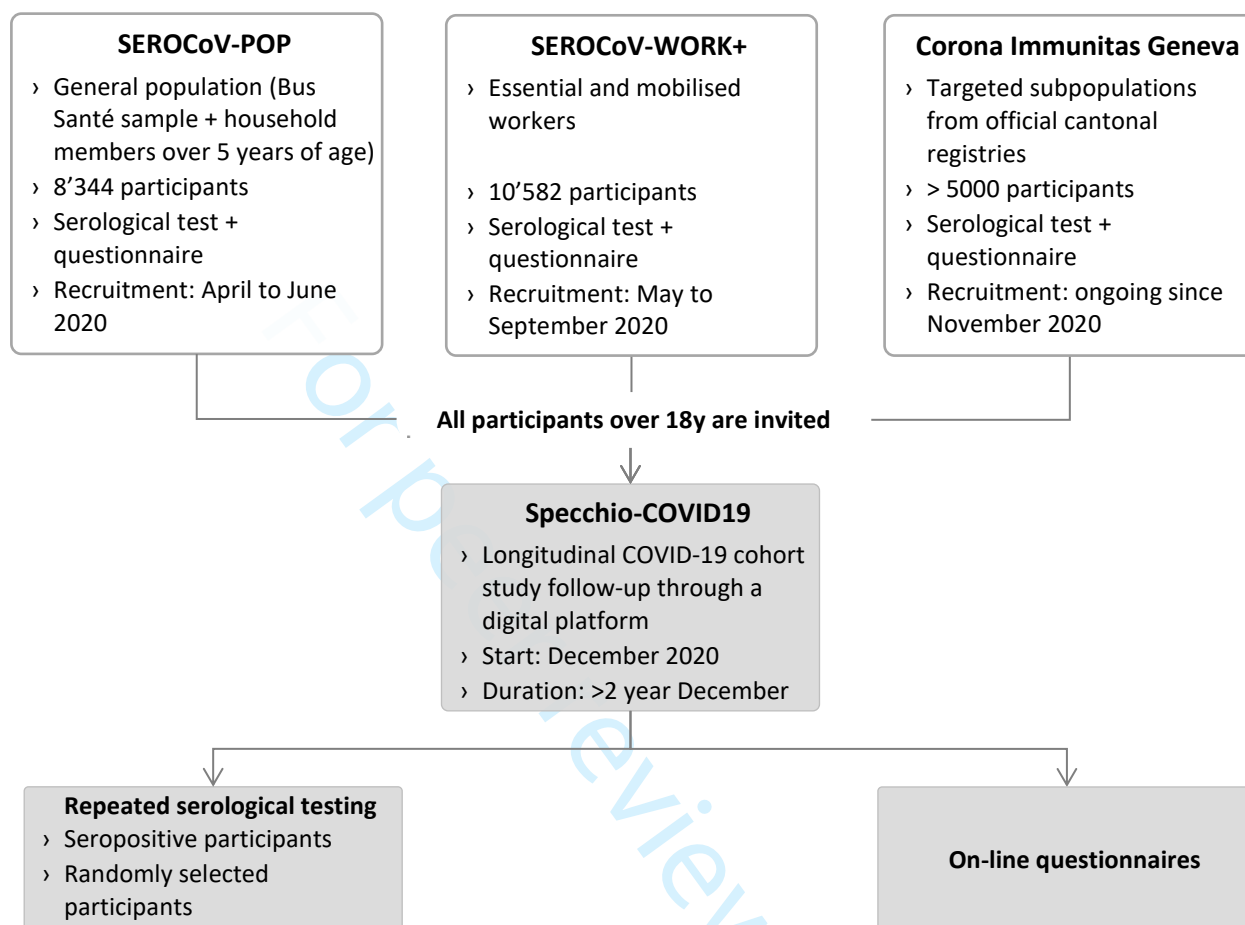 SEROCoV-POP
› General population (Bus
Santé sample + household
members over 5 years of age)
› 8’344 participants
› Serological test +
questionnaire
› Recruitment: April to June
2020
SEROCoV-WORK+
› Essential and mobilised
workers
› 10’582 participants
› Serological test +
questionnaire
› Recruitment: May to
September 2020
Corona Immunitas Geneva
› Targeted subpopulations
from official cantonal
registries
› > 5000 participants
› Serological test +
questionnaire
› Recruitment: ongoing since
November 2020
All participants over 18y are invited
Specchio-COVID19
› Longitudinal COVID-19 cohort
study follow-up through a
digital platform
› Start: December 2020
› Duration: >2 year December
Repeated serological testing
› Seropositive participants
› Randomly selected
participants
On-line questionnaires
For peer review